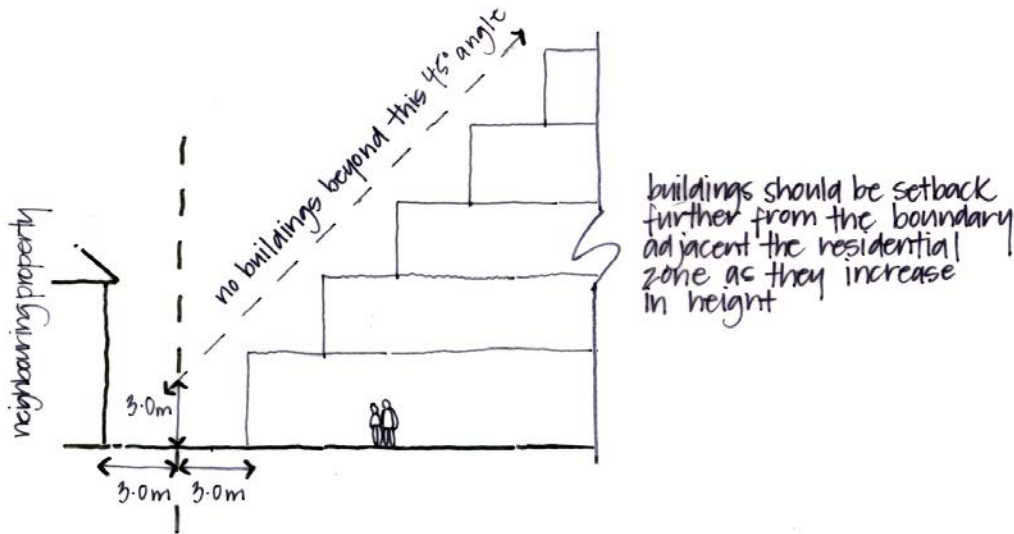 no buildings beyond this 45° angle
neighbouring property
3.0m
3.0m
3.0m
buildings should be setback
further from the boundary
adjacent the residential
zone as they increase
in height